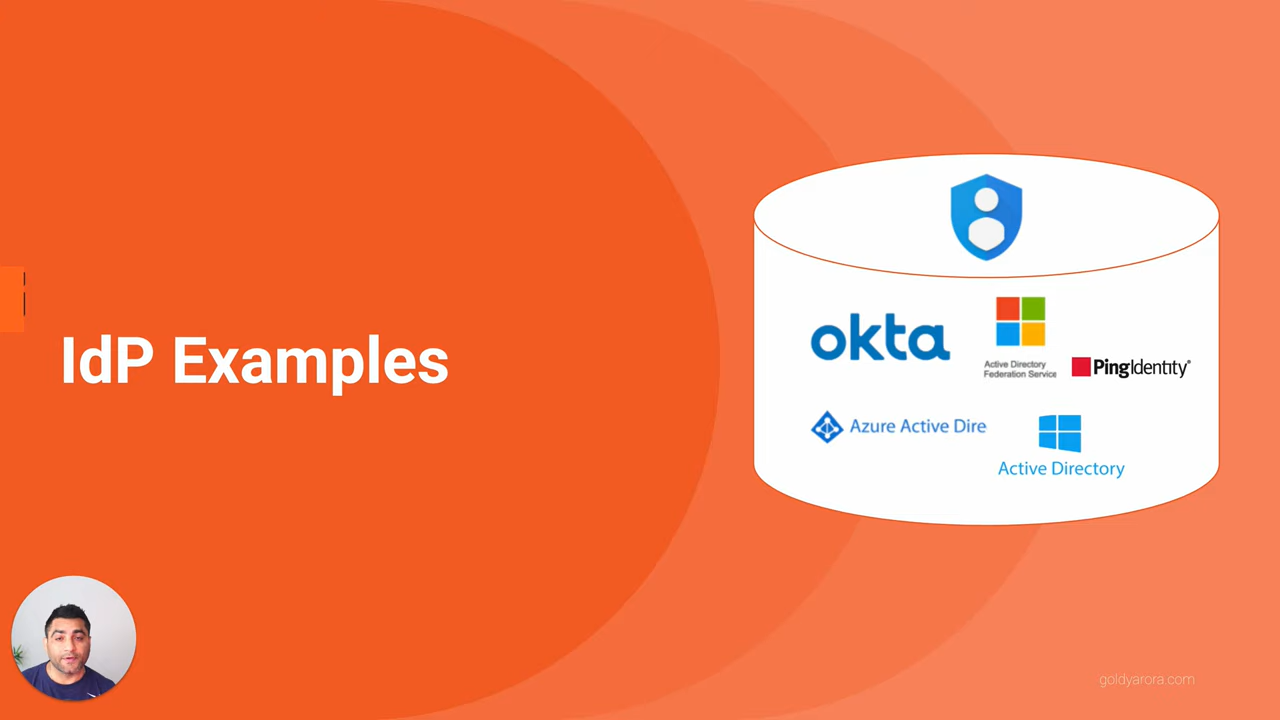 IdP Examples
okta
Active Directory
Federation Service
PingIdentity®
Azure Active Dire
Active Directory
goldyarora.com